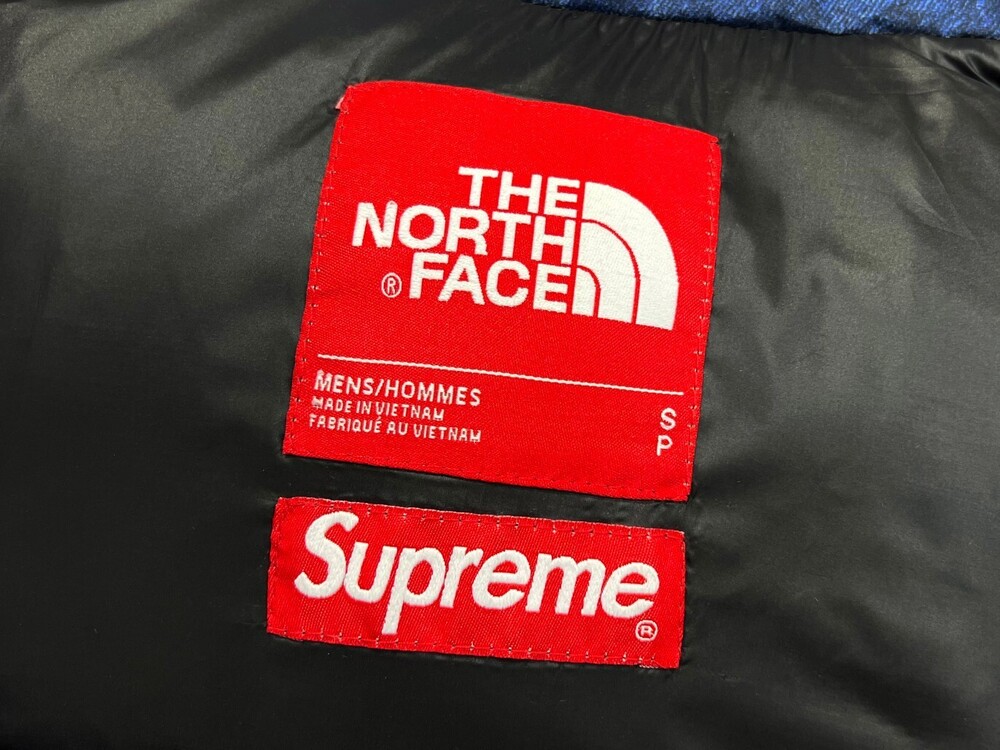 THE
NORTH
® FACE
MENS/HOMMES
MADE IN VIETNAM
FABRIQUÉ AU VIETNAM
S
P
Supreme
®